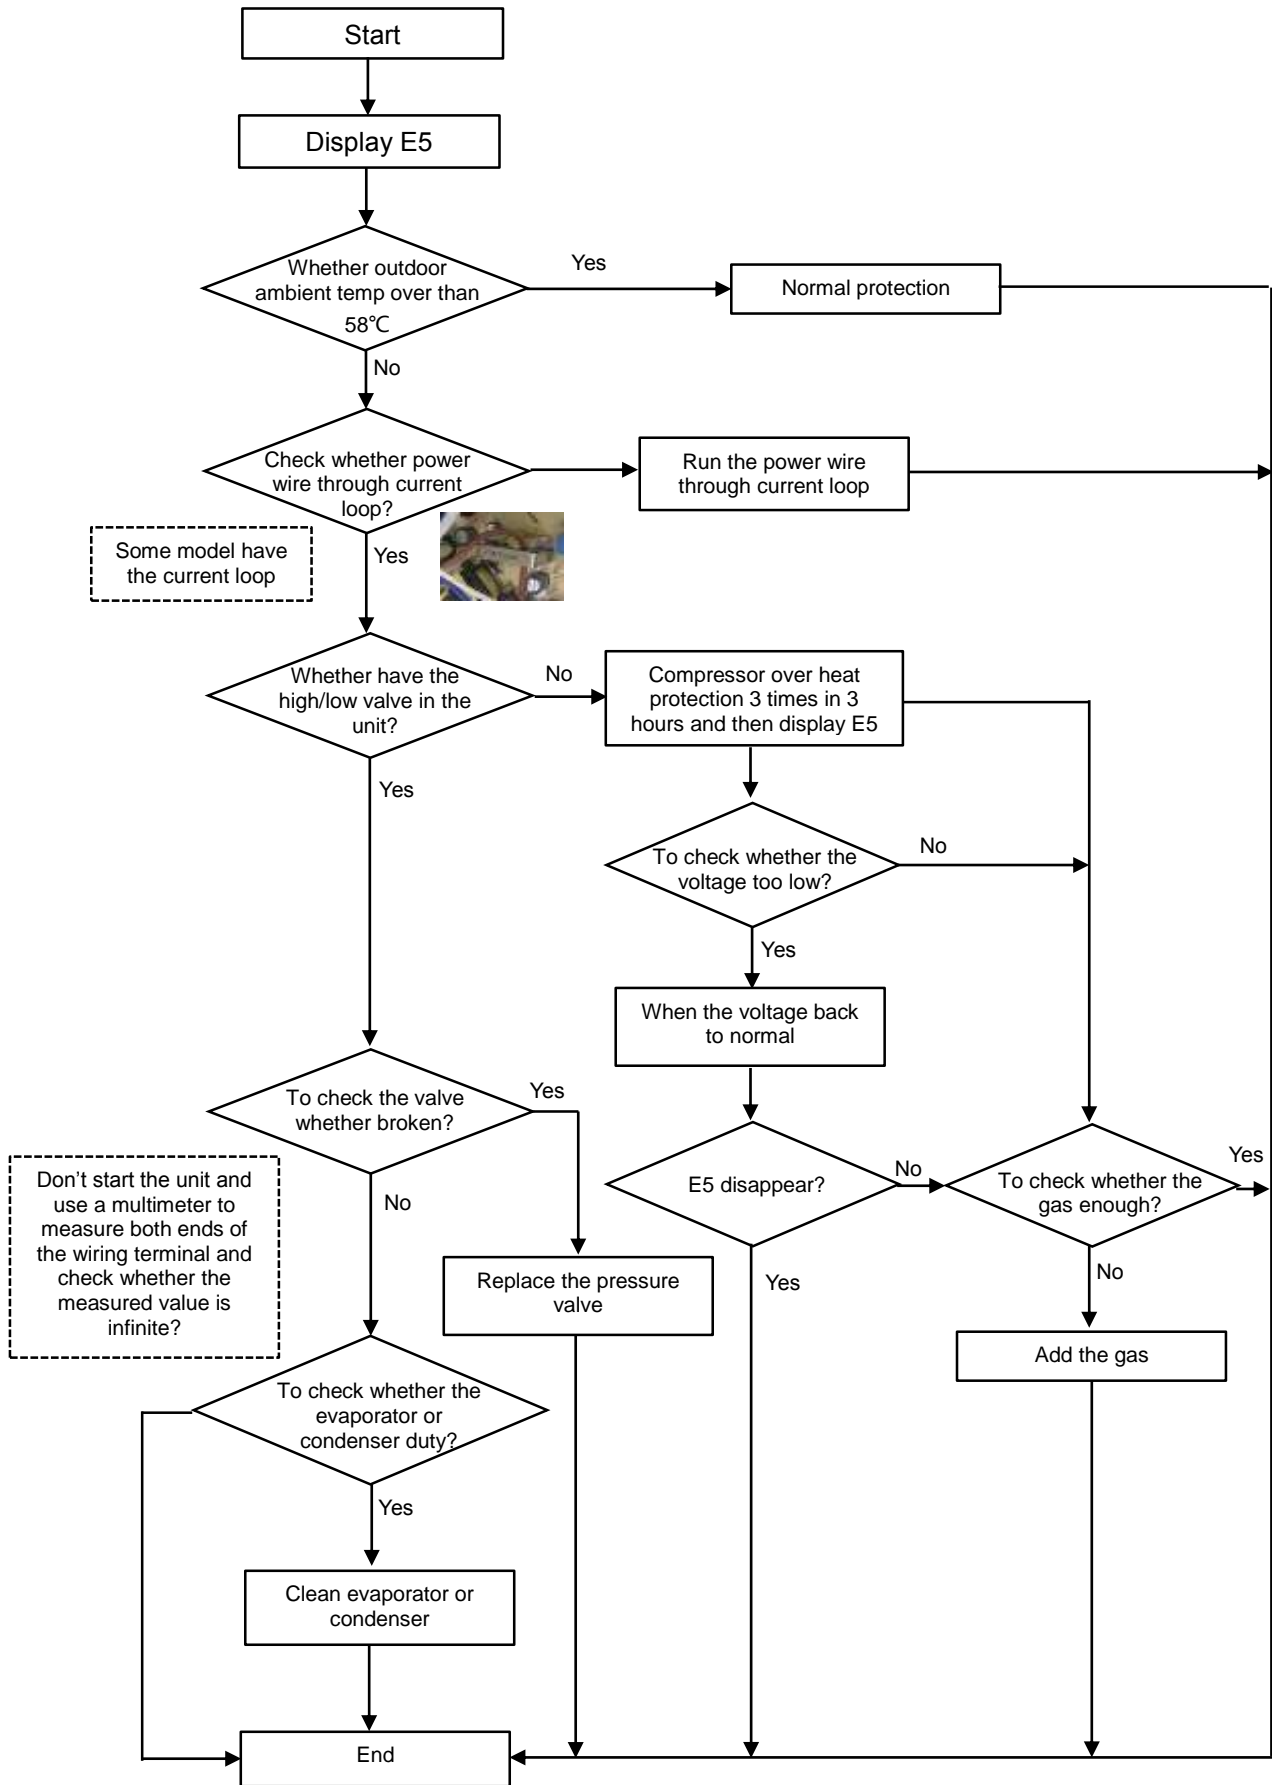 Start
Display E5
Whether outdoor
ambient temp over than
58℃
Yes
Normal protection
No
Check whether power
wire through current
loop?
Run the power wire
through current loop
Some model have
the current loop
Yes
Whether have the
high/low valve in the
unit?
No
Compressor over heat
protection 3 times in 3
hours and then display E5
Yes
To check whether the
voltage too low?
No
Yes
When the voltage back
to normal
To check the valve
whether broken?
Yes
E5 disappear?
No
To check whether the
gas enough?
Yes
Don't start the unit and
use a multimeter to
measure both ends of
the wiring terminal and
check whether the
measured value is
infinite?
No
Replace the pressure
valve
Yes
No
Add the gas
To check whether the
evaporator or
condenser duty?
Yes
Clean evaporator or
condenser
End